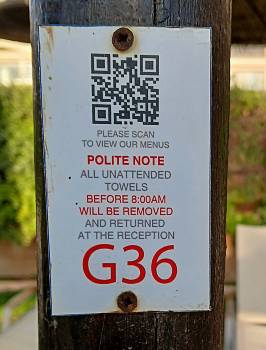 PLEASE SCAN
TO VIEW OUR MENUS
POLITE NOTE
ALL UNATTENDED
TOWELS
BEFORE 8:00AM
WILL BE REMOVED
AND RETURNED
AT THE RECEPTION
G36